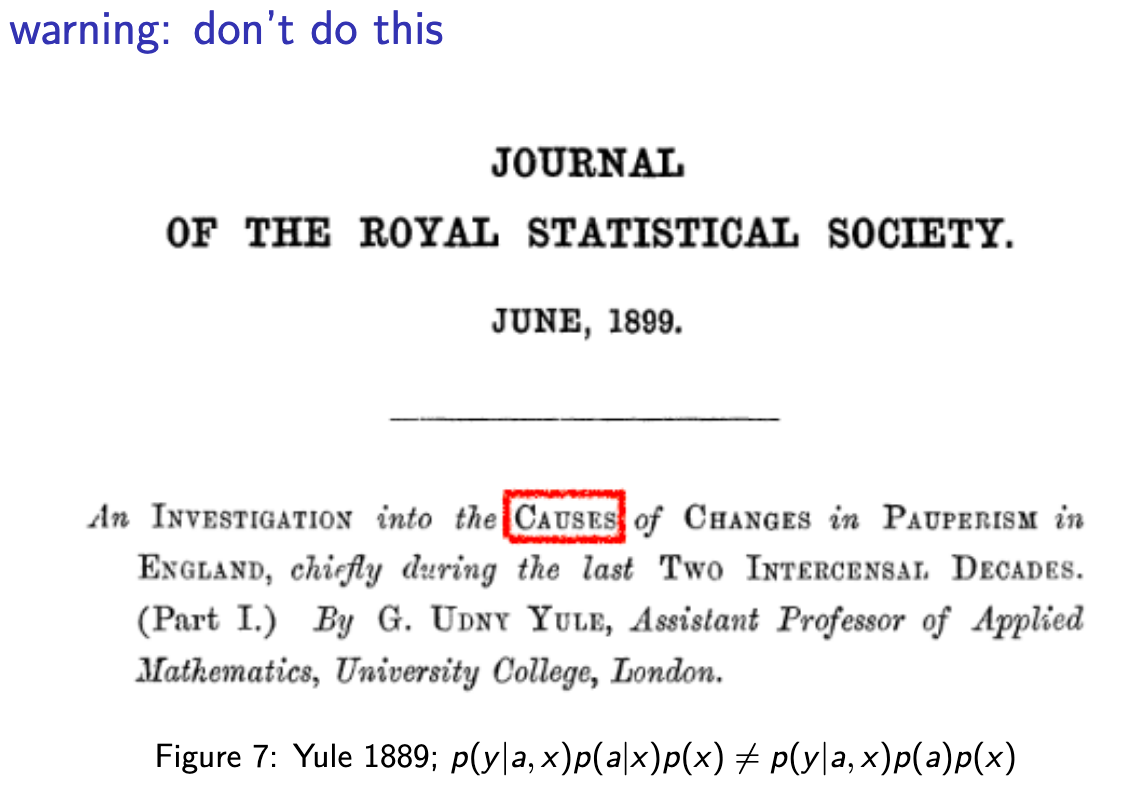 warning: don't do this
JOURNAL
OF THE ROYAL STATISTICAL SOCIETY.
JUNE, 1899.
An INVESTIGATION into the CAUSES of CHANGES in PAUPERISM in
ENGLAND, chiefly during the last TWO INTERCENSAL DECADES.
(Part I.) By G. UDNY YULE, Assistant Professor of Applied
Mathematics, University College, London.
Figure 7: Yule 1889; p(y|a, x)p(a|x)p(x) ≠ p(y|a, x)p(a)p(x)